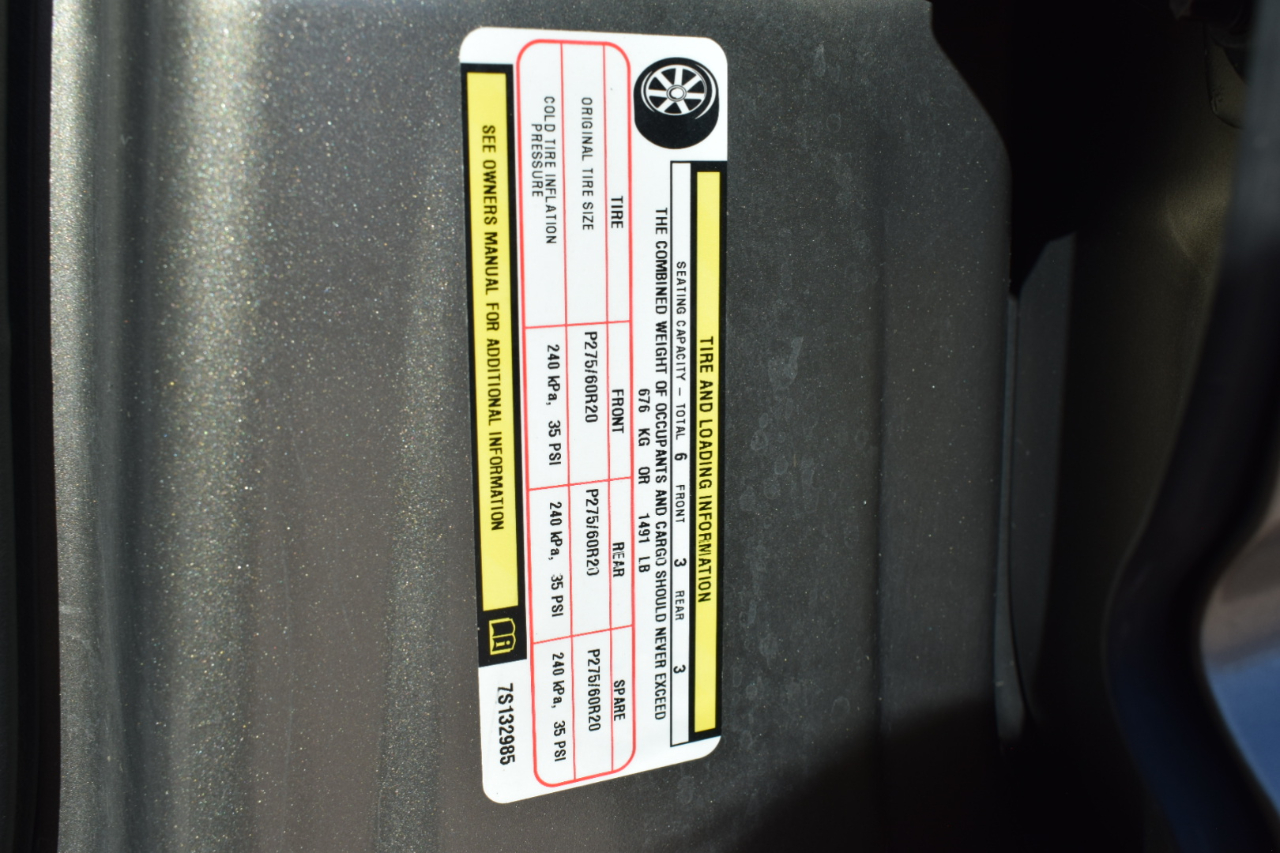 TIRE AND LOADING INFORMATION
SEATING CAPACITY – TOTAL 6 FRONT 3 REAR 3
THE COMBINED WEIGHT OF OCCUPANTS AND CARGO SHOULD NEVER EXCEED
676 KG OR 1491 LB
TIRE FRONT REAR SPARE
ORIGINAL TIRE SIZE P275/60R20 P275/60R20 P275/60R20
COLD TIRE INFLATION 240 kPa, 35 PSI 240 kPa, 35 PSI 240 kPa, 35 PSI
PRESSURE
SEE OWNERS MANUAL FOR ADDITIONAL INFORMATION
7S132985